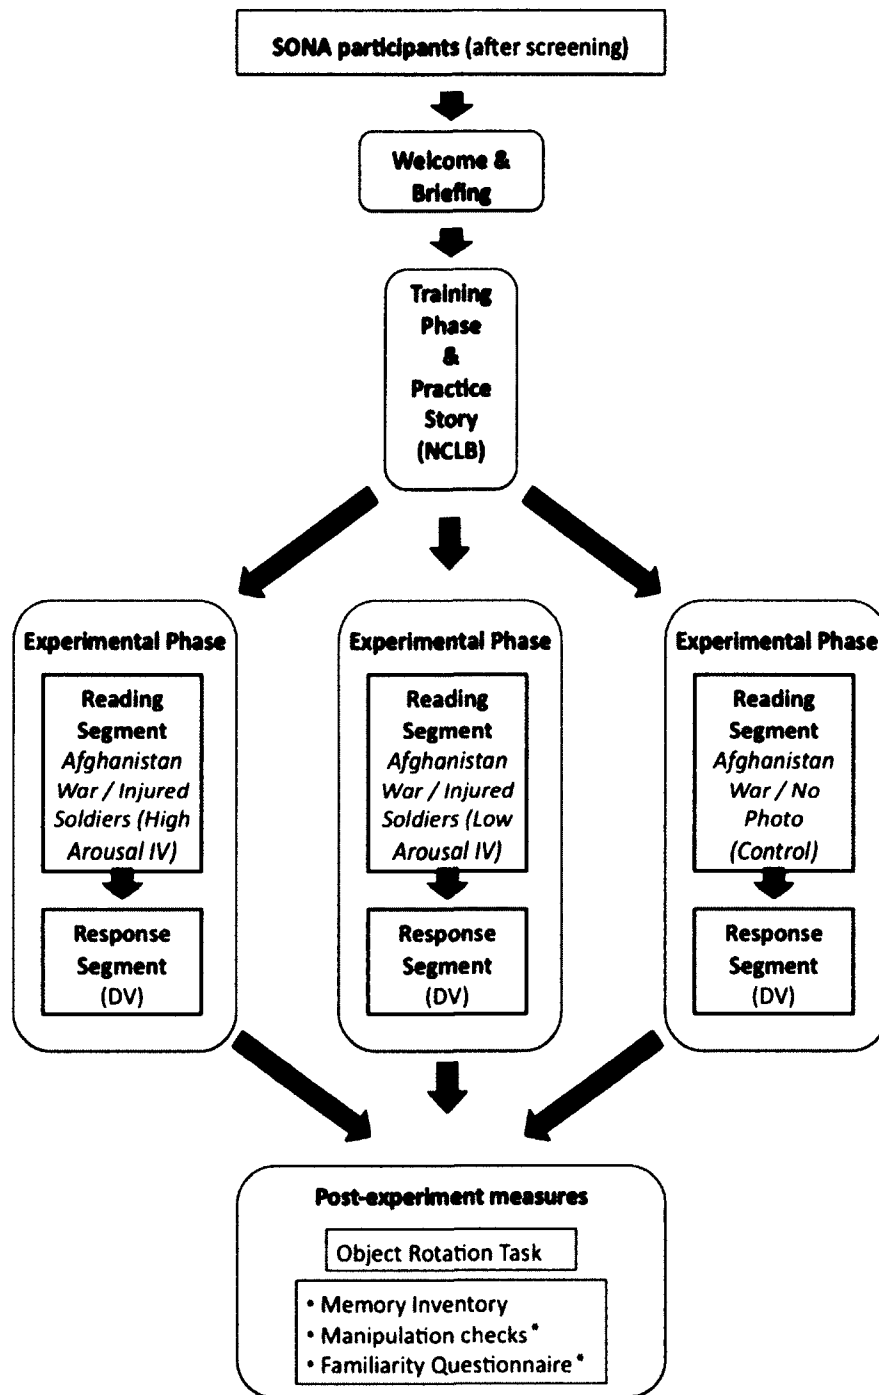 SONA participants (after screening)
Welcome &
Briefing
Training
Phase
&
Practice
Story
(NCLB)
Experimental Phase
Reading
Segment
Afghanistan
War / Injured
Soldiers (High
Arousal IV)
Response
Segment
(DV)
Experimental Phase
Reading
Segment
Afghanistan
War / Injured
Soldiers (Low
Arousal IV)
Response
Segment
(DV)
Experimental Phase
Reading
Segment
Afghanistan
War / No
Photo
(Control)
Response
Segment
(DV)
Post-experiment measures
Object Rotation Task
• Memory Inventory
• Manipulation checks*
• Familiarity Questionnaire*